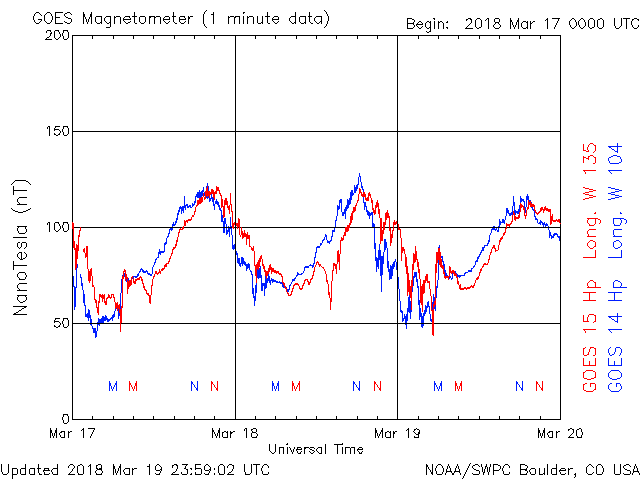 GOES Magnetometer (1 minute data)
Begin: 2018 Mar 17 0000 UTC
200
150
100
50
0
NanoTesla (nT)
M M N N M M N N M M N N
Mar 17 Mar 18 Mar 19 Mar 20
Universal Time
GOES 15 Hp Long. W 135
GOES 14 Hp Long. W 104
Updated 2018 Mar 19 23:59:02 UTC
NOAA/SWPC Boulder, CO USA